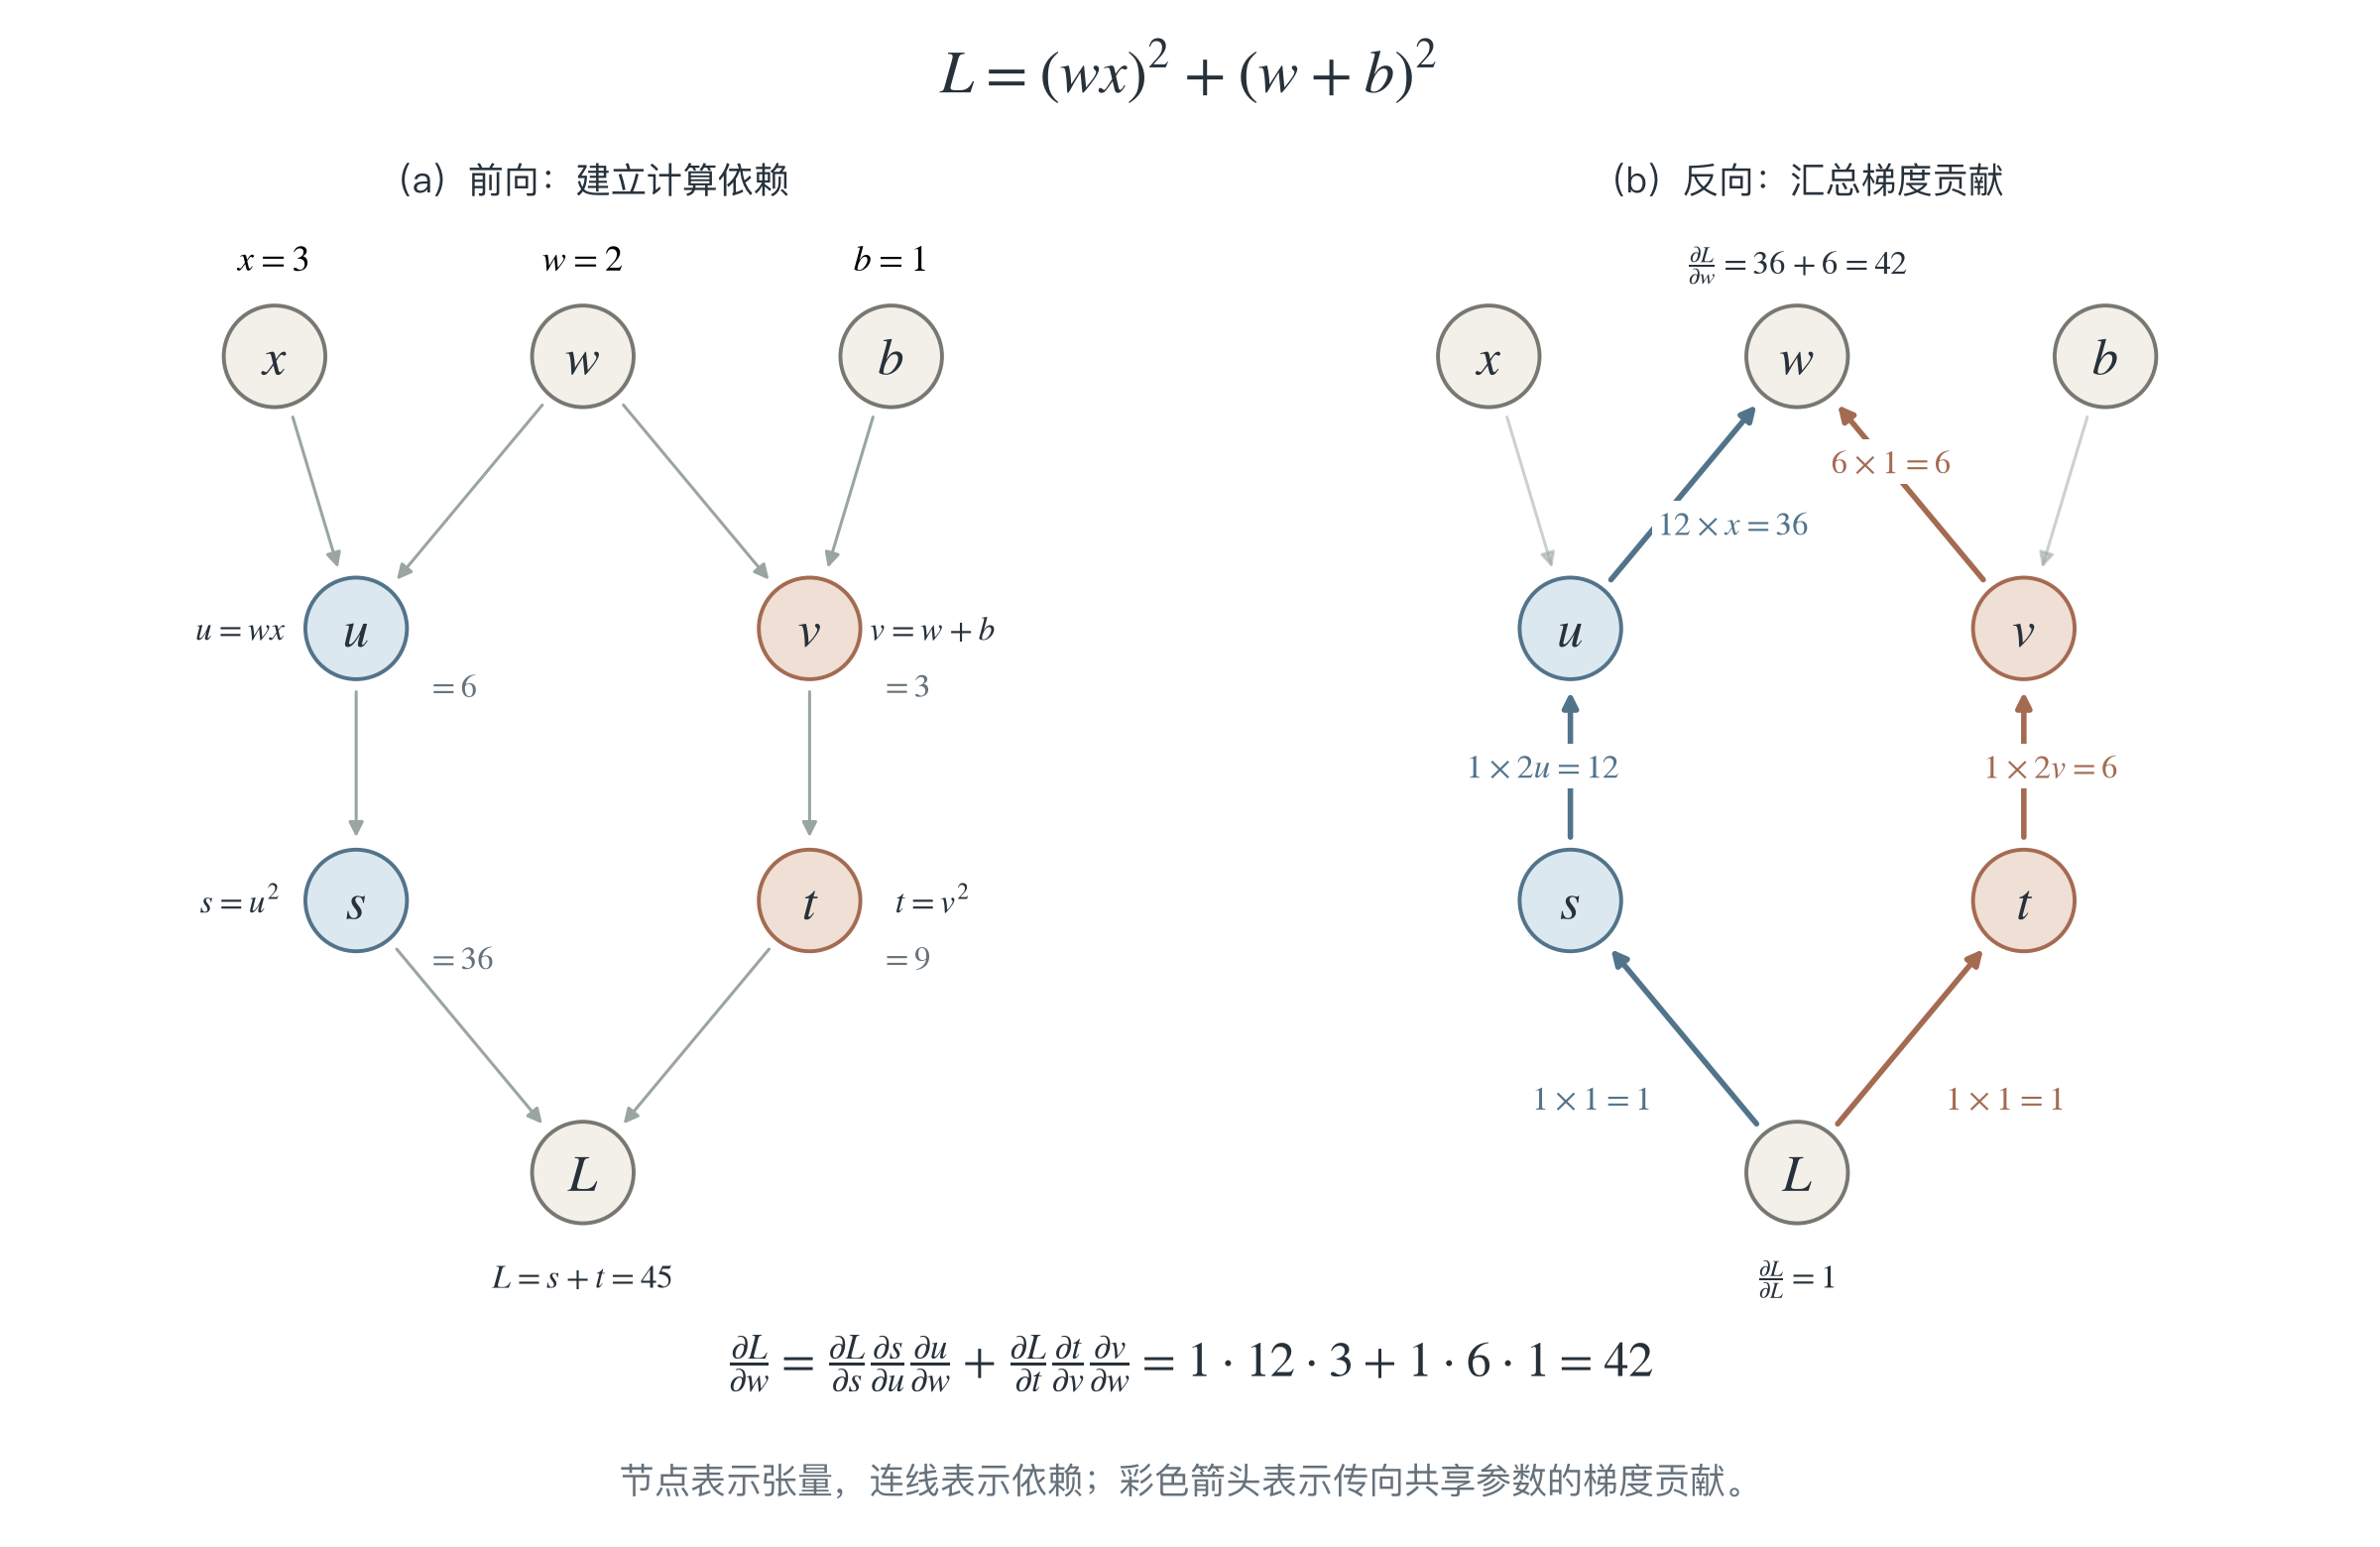 L = (wx)² + (w + b)²
(a) 前向：建立计算依赖
x = 3
w = 2
b = 1
x
w
b
u = wx
u
= 6
v
v = w + b
= 3
s = u²
s
= 36
t
t = v²
= 9
L
L = s + t = 45
(b) 反向：汇总梯度贡献
∂L/∂w = 36 + 6 = 42
x
w
b
6 × 1 = 6
12 × x = 36
u
v
1 × 2u = 12
1 × 2v = 6
s
t
1 × 1 = 1
1 × 1 = 1
L
∂L/∂L = 1
∂L/∂w = ∂L/∂s ∂s/∂u ∂u/∂w + ∂L/∂t ∂t/∂v ∂v/∂w = 1 · 12 · 3 + 1 · 6 · 1 = 42
节点表示张量，连线表示依赖；彩色箭头表示传向共享参数的梯度贡献。